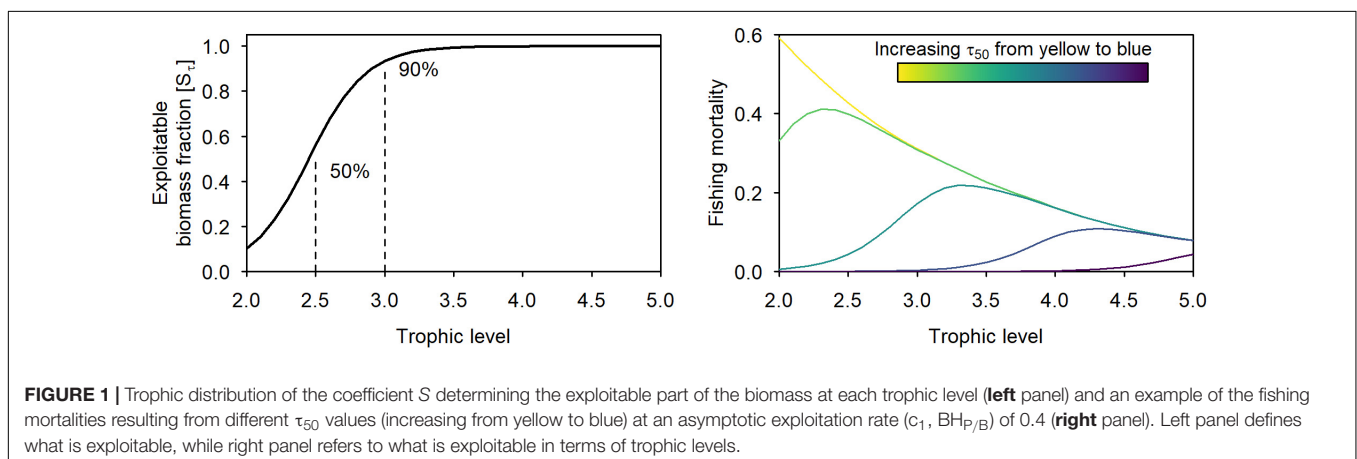 Exploitatble
biomass fraction [Sτ]
1.0
0.8
0.6
0.4
0.2
0.0
90%
50%
2.0 2.5 3.0 3.5 4.0 4.5 5.0
Trophic level
Fishing mortality
0.6
0.4
0.2
0.0
Increasing τ50 from yellow to blue
2.0 2.5 3.0 3.5 4.0 4.5 5.0
Trophic level
FIGURE 1 | Trophic distribution of the coefficient S determining the exploitable part of the biomass at each trophic level (left panel) and an example of the fishing
mortalities resulting from different τ50 values (increasing from yellow to blue) at an asymptotic exploitation rate (c1, BHP/B) of 0.4 (right panel). Left panel defines
what is exploitable, while right panel refers to what is exploitable in terms of trophic levels.